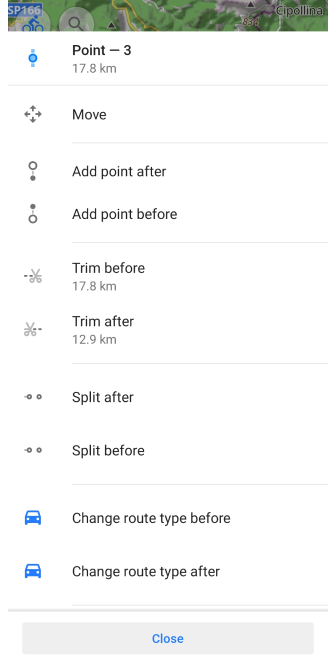 SP166
Cipollina
834
Point — 3
17.8 km
Move
Add point after
Add point before
Trim before
17.8 km
Trim after
12.9 km
Split after
Split before
Change route type before
Change route type after
Close